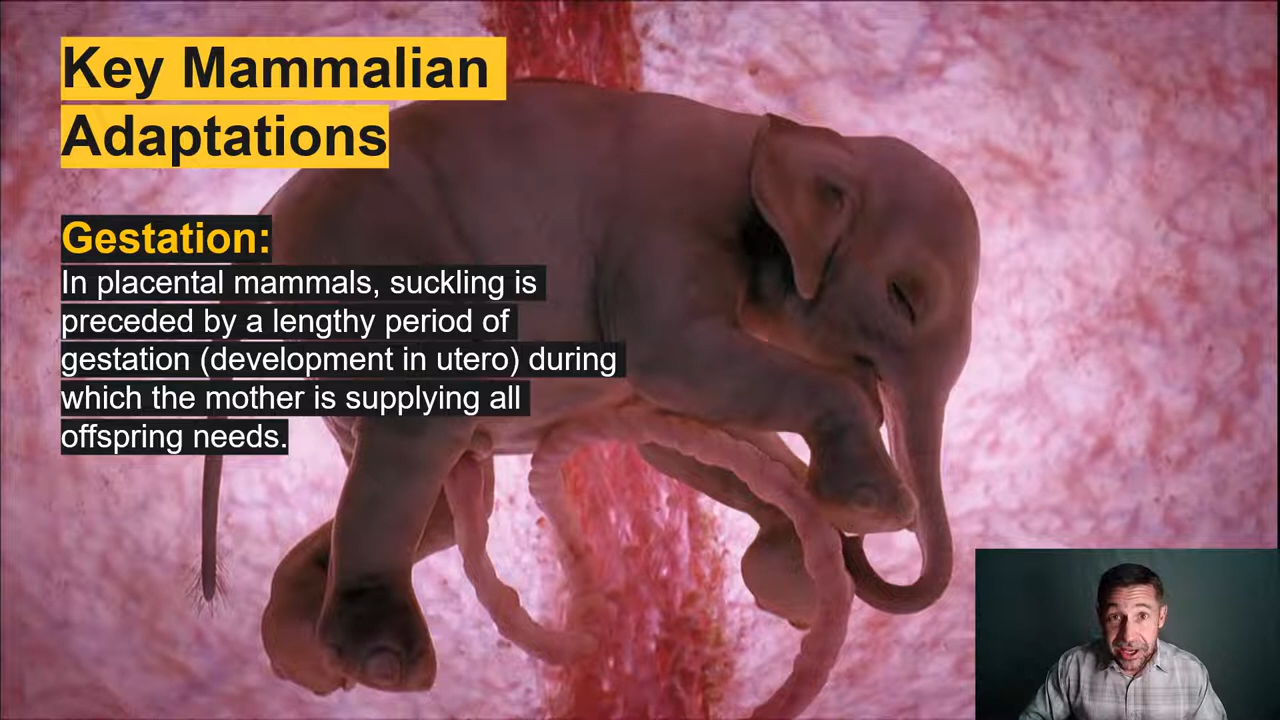 Key Mammalian
Adaptations
Gestation:
In placental mammals, suckling is
preceded by a lengthy period of
gestation (development in utero) during
which the mother is supplying all
offspring needs.